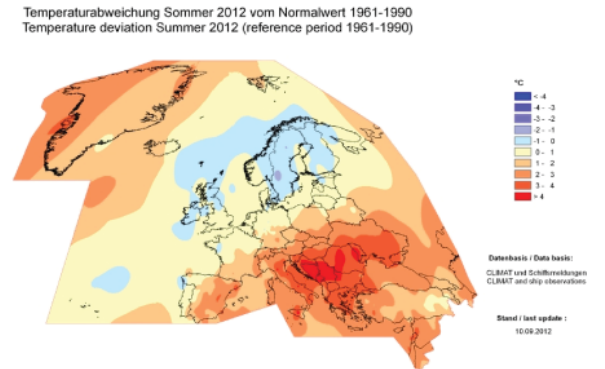 Temperaturabweichung Sommer 2012 vom Normalwert 1961-1990
Temperature deviation Summer 2012 (reference period 1961-1990)
°C
< -4
-4 - -3
-3 - -2
-2 - -1
-1 - 0
0 - 1
1 - 2
2 - 3
3 - 4
> 4
Datenbasis / Data basis:
CLIMAT und Schiffsmeldungen
CLIMAT and ship observations
Stand / last update :
10.09.2012